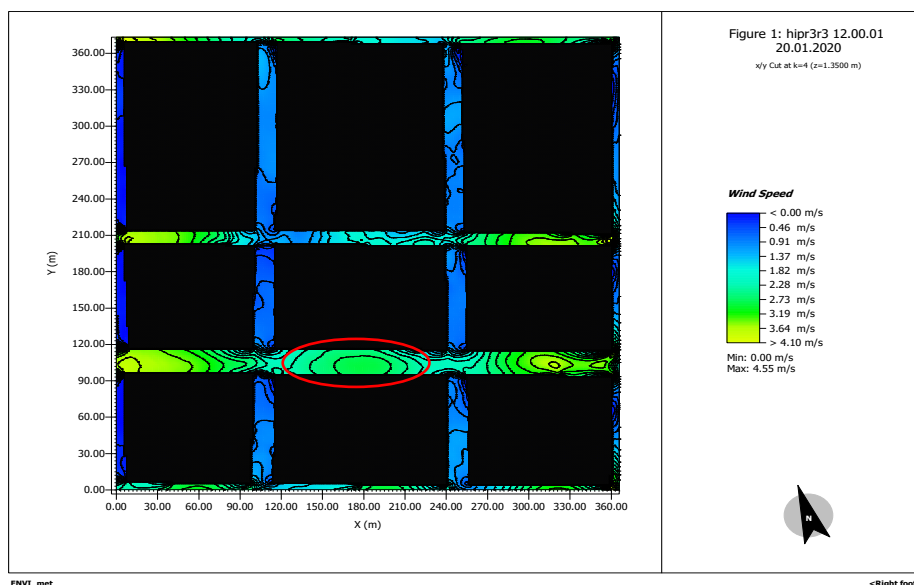 Figure 1: hipr3r3 12.00.01
20.01.2020
x/y Cut at k=4 (z=1.3500 m)
360.00
330.00
300.00
270.00
240.00
210.00
180.00
150.00
120.00
90.00
60.00
30.00
0.00
Y (m)
0.00 30.00 60.00 90.00 120.00 150.00 180.00 210.00 240.00 270.00 300.00 330.00 360.00
X (m)
Wind Speed
< 0.00 m/s
0.46 m/s
0.91 m/s
1.37 m/s
1.82 m/s
2.28 m/s
2.73 m/s
3.19 m/s
3.64 m/s
> 4.10 m/s
Min: 0.00 m/s
Max: 4.55 m/s
N
ENVI_met
<Right foot